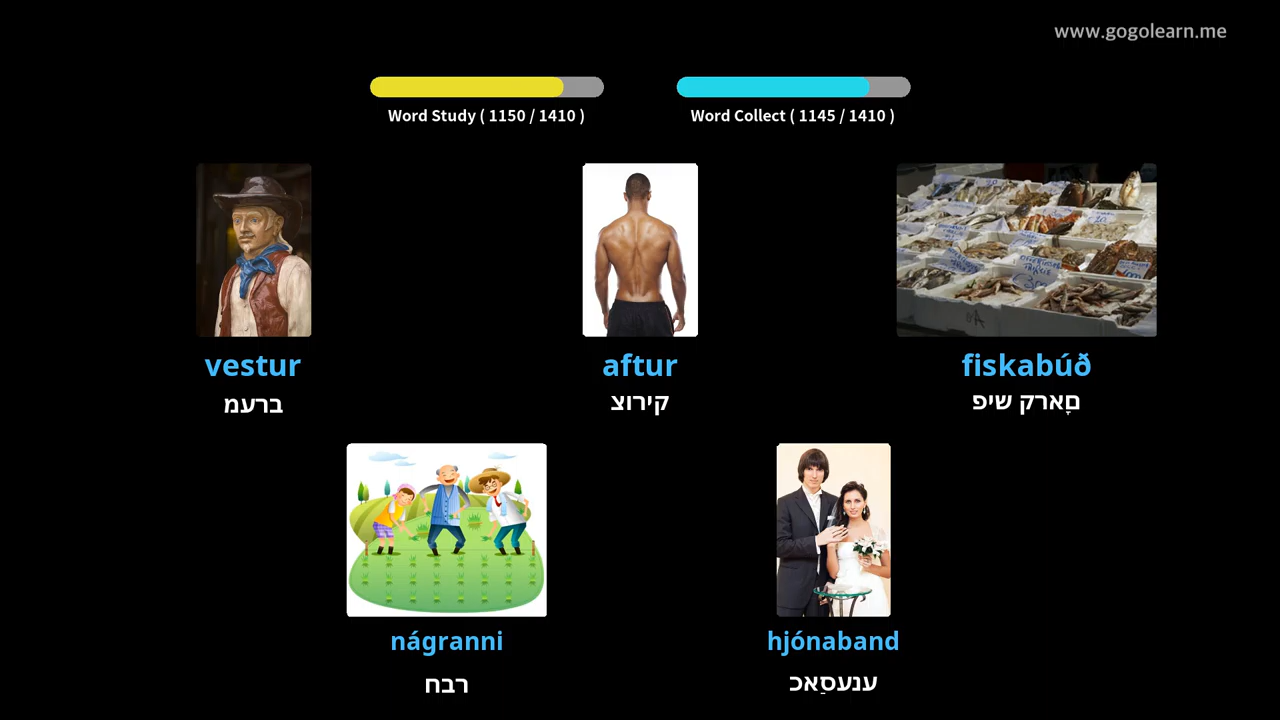 www.gogolearn.me
Word Study ( 1150 / 1410 )
Word Collect ( 1145 / 1410 )
vestur
ברעמ
aftur
קירוצ
fiskabúð
םָארק שיפ
nágranni
רבח
hjónaband
ענעסַאכ